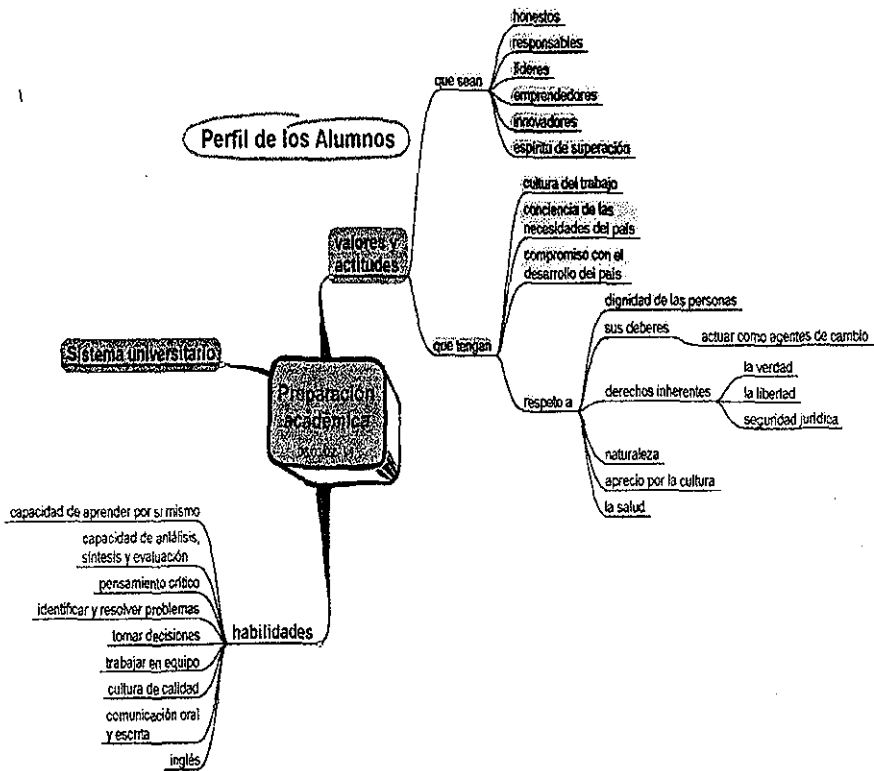 Perfil de los Alumnos
valores y
actitudes
que sean
honestos
responsables
líderes
emprendedores
innovadores
espíritu de superación
que tengan
cultura del trabajo
conciencia de las
necesidades del país
compromiso con el
desarrollo del país
respeto a
dignidad de las personas
sus deberes
actuar como agentes de cambio
derechos inherentes
la verdad
la libertad
seguridad jurídica
naturaleza
aprecio por la cultura
la salud
Sistema universitario
Preparación
académica
habilidades
capacidad de aprender por si mismo
capacidad de análisis,
síntesis y evaluación
pensamiento crítico
identificar y resolver problemas
tomar decisiones
trabajar en equipo
cultura de calidad
comunicación oral
y escrita
inglés